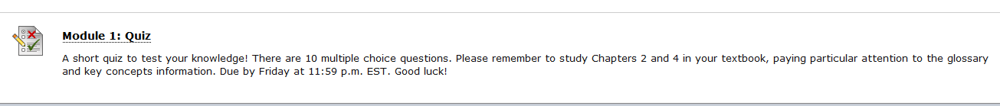 Module 1: Quiz
A short quiz to test your knowledge! There are 10 multiple choice questions. Please remember to study Chapters 2 and 4 in your textbook, paying particular attention to the glossary
and key concepts information. Due by Friday at 11:59 p.m. EST. Good luck!